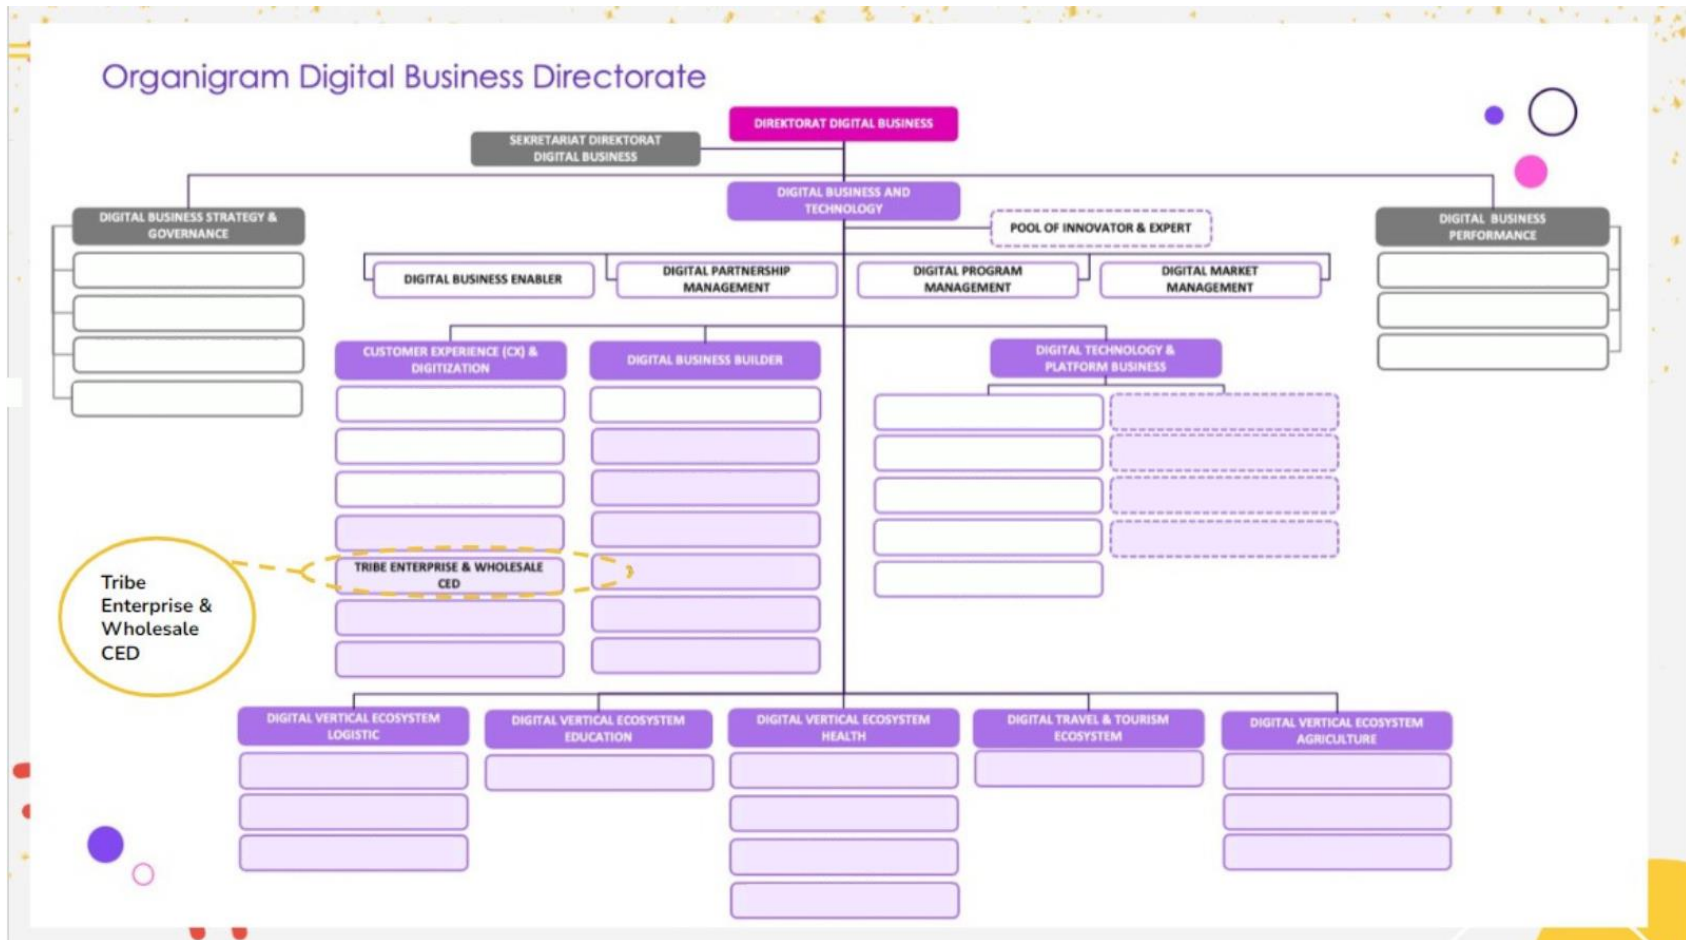 Organigram Digital Business Directorate
DIREKTORAT DIGITAL BUSINESS
SEKRETARIAT DIREKTORAT
DIGITAL BUSINESS
DIGITAL BUSINESS AND
TECHNOLOGY
DIGITAL BUSINESS STRATEGY &
GOVERNANCE
POOL OF INNOVATOR & EXPERT
DIGITAL BUSINESS
PERFORMANCE
DIGITAL BUSINESS ENABLER
DIGITAL PARTNERSHIP
MANAGEMENT
DIGITAL PROGRAM
MANAGEMENT
DIGITAL MARKET
MANAGEMENT
CUSTOMER EXPERIENCE (CX) &
DIGITIZATION
DIGITAL BUSINESS BUILDER
DIGITAL TECHNOLOGY &
PLATFORM BUSINESS
TRIBE ENTERPRISE & WHOLESALE
CED
Tribe
Enterprise &
Wholesale
CED
DIGITAL VERTICAL ECOSYSTEM
LOGISTIC
DIGITAL VERTICAL ECOSYSTEM
EDUCATION
DIGITAL VERTICAL ECOSYSTEM
HEALTH
DIGITAL TRAVEL & TOURISM
ECOSYSTEM
DIGITAL VERTICAL ECOSYSTEM
AGRICULTURE